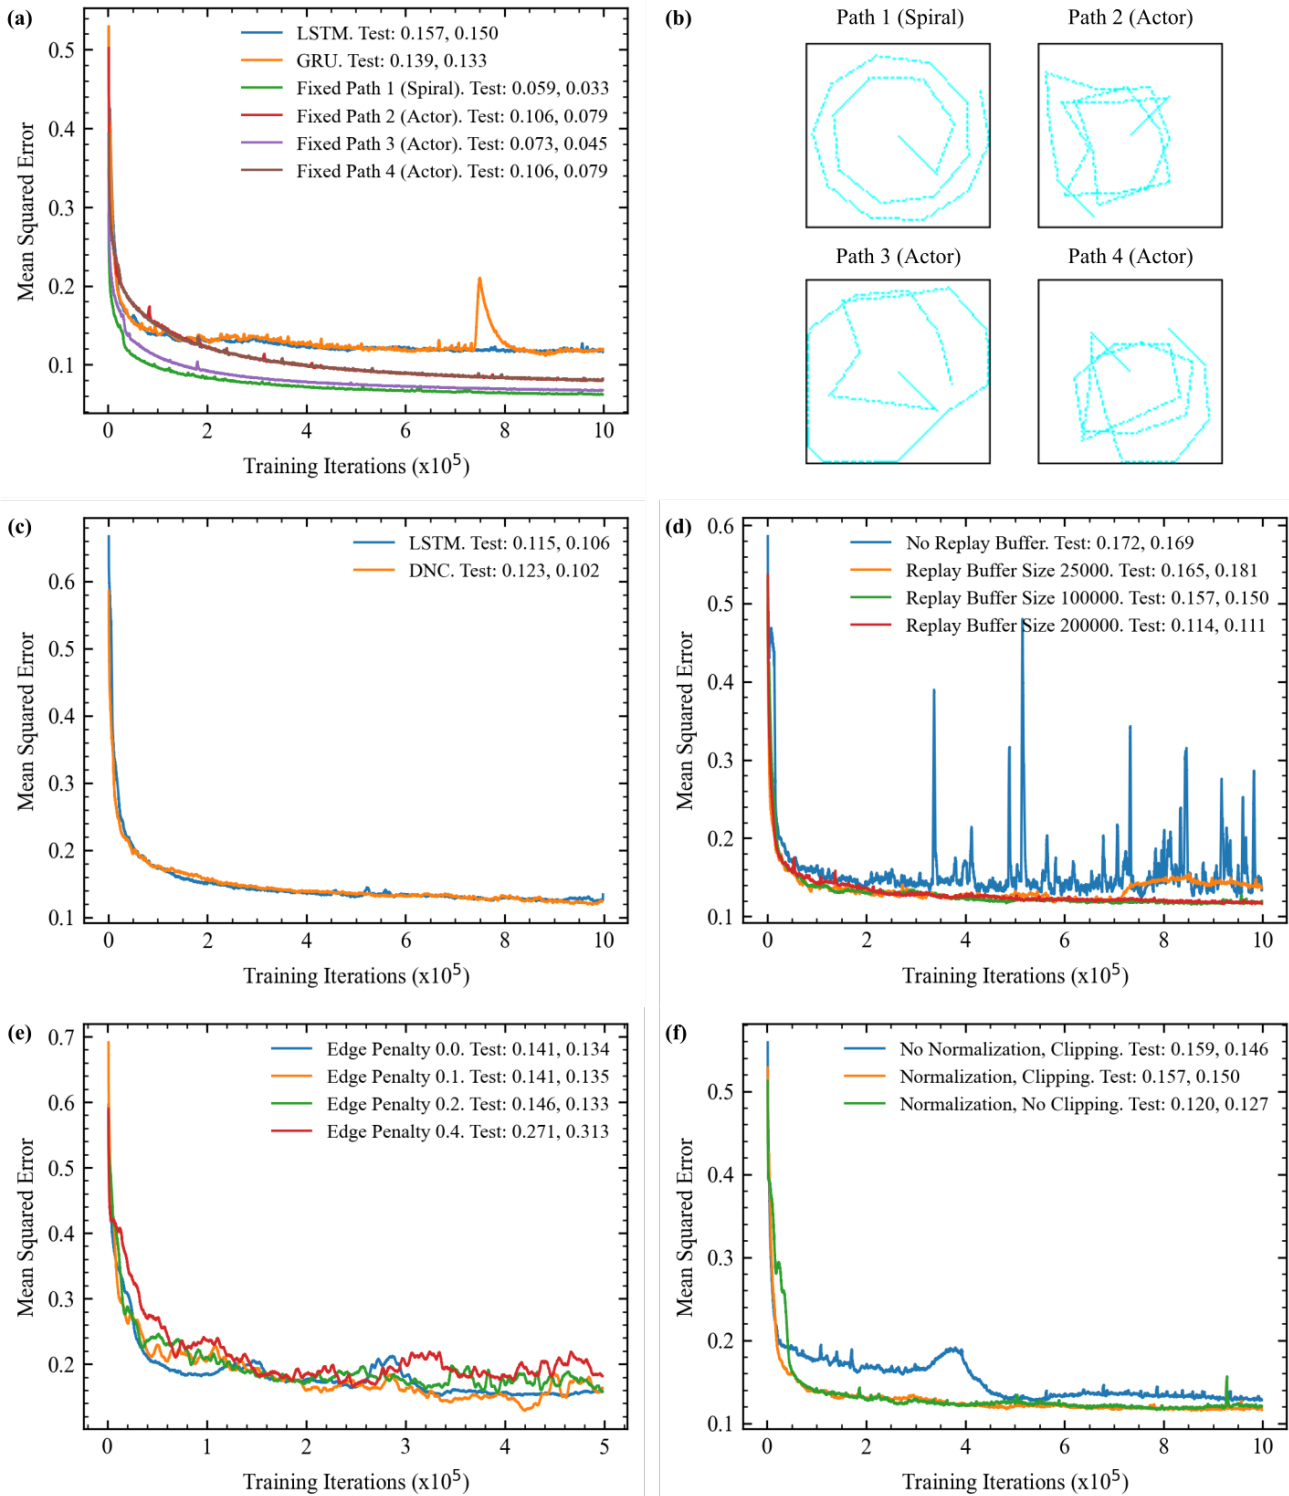 (a)
LSTM. Test: 0.157, 0.150
GRU. Test: 0.139, 0.133
Fixed Path 1 (Spiral). Test: 0.059, 0.033
Fixed Path 2 (Actor). Test: 0.106, 0.079
Fixed Path 3 (Actor). Test: 0.073, 0.045
Fixed Path 4 (Actor). Test: 0.106, 0.079
Mean Squared Error
0.5
0.4
0.3
0.2
0.1
0 2 4 6 8 10
Training Iterations (x10⁵)
(b)
Path 1 (Spiral)
Path 2 (Actor)
Path 3 (Actor)
Path 4 (Actor)
(c)
LSTM. Test: 0.115, 0.106
DNC. Test: 0.123, 0.102
Mean Squared Error
0.6
0.5
0.4
0.3
0.2
0.1
0 2 4 6 8 10
Training Iterations (x10⁵)
(d)
No Replay Buffer. Test: 0.172, 0.169
Replay Buffer Size 25000. Test: 0.165, 0.181
Replay Buffer Size 100000. Test: 0.157, 0.150
Replay Buffer Size 200000. Test: 0.114, 0.111
Mean Squared Error
0.6
0.5
0.4
0.3
0.2
0.1
0 2 4 6 8 10
Training Iterations (x10⁵)
(e)
Edge Penalty 0.0. Test: 0.141, 0.134
Edge Penalty 0.1. Test: 0.141, 0.135
Edge Penalty 0.2. Test: 0.146, 0.133
Edge Penalty 0.4. Test: 0.271, 0.313
Mean Squared Error
0.7
0.6
0.5
0.4
0.3
0.2
0 1 2 3 4 5
Training Iterations (x10⁵)
(f)
No Normalization, Clipping. Test: 0.159, 0.146
Normalization, Clipping. Test: 0.157, 0.150
Normalization, No Clipping. Test: 0.120, 0.127
Mean Squared Error
0.5
0.4
0.3
0.2
0.1
0 2 4 6 8 10
Training Iterations (x10⁵)